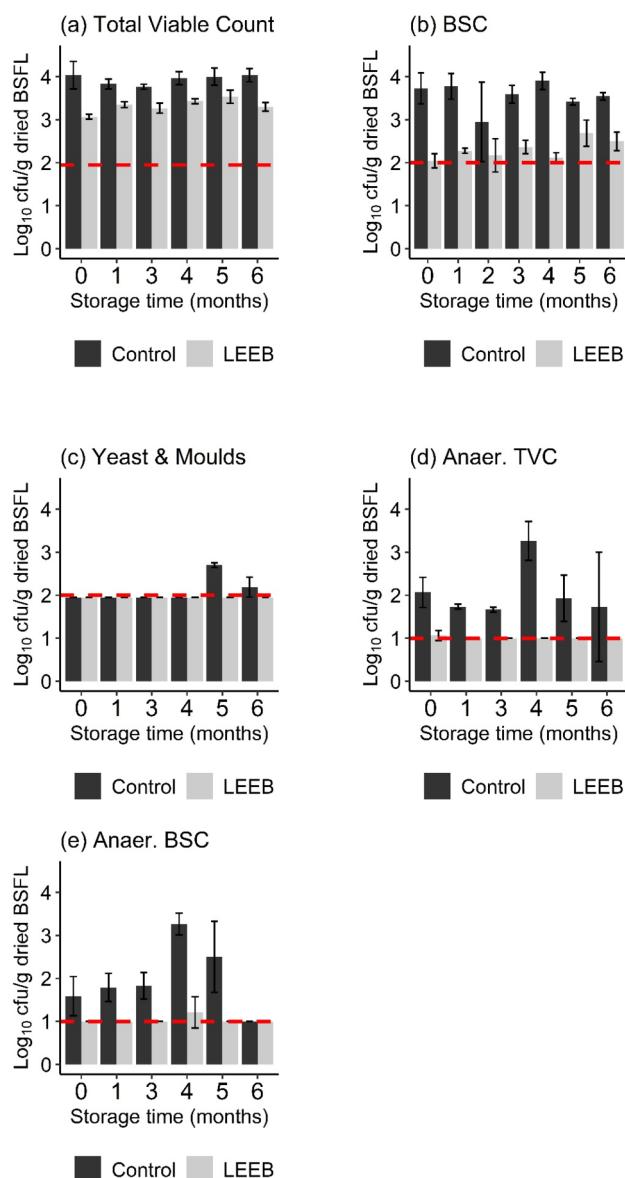 (a) Total Viable Count
Log10 cfu/g dried BSFL
4
3
2
1
0
0 1 3 4 5 6
Storage time (months)
Control LEEB
(b) BSC
Log10 cfu/g dried BSFL
4
3
2
1
0
0 1 2 3 4 5 6
Storage time (months)
Control LEEB
(c) Yeast & Moulds
Log10 cfu/g dried BSFL
4
3
2
1
0
0 1 3 4 5 6
Storage time (months)
Control LEEB
(d) Anaer. TVC
Log10 cfu/g dried BSFL
4
3
2
1
0
0 1 3 4 5 6
Storage time (months)
Control LEEB
(e) Anaer. BSC
Log10 cfu/g dried BSFL
4
3
2
1
0
0 1 3 4 5 6
Storage time (months)
Control LEEB